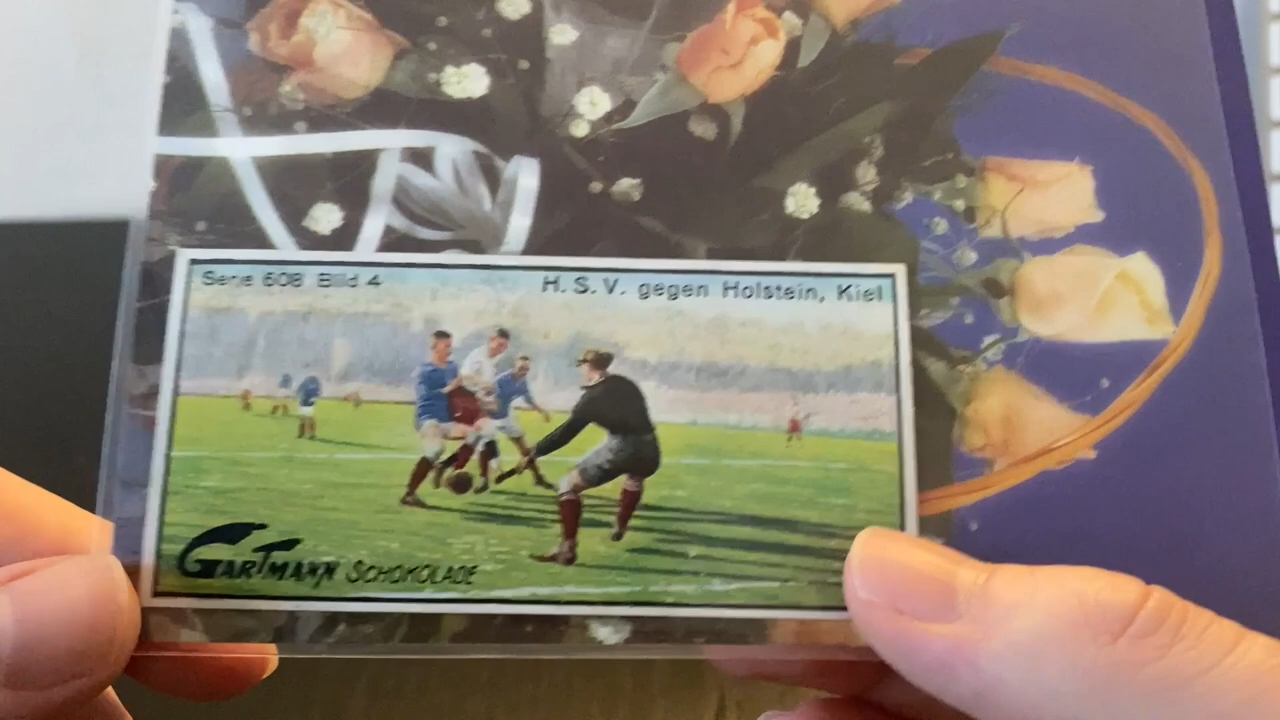 Serie 608 Bild 4
H. S. V. gegen Holstein, Kiel
GARTMANN SCHOKOLADE